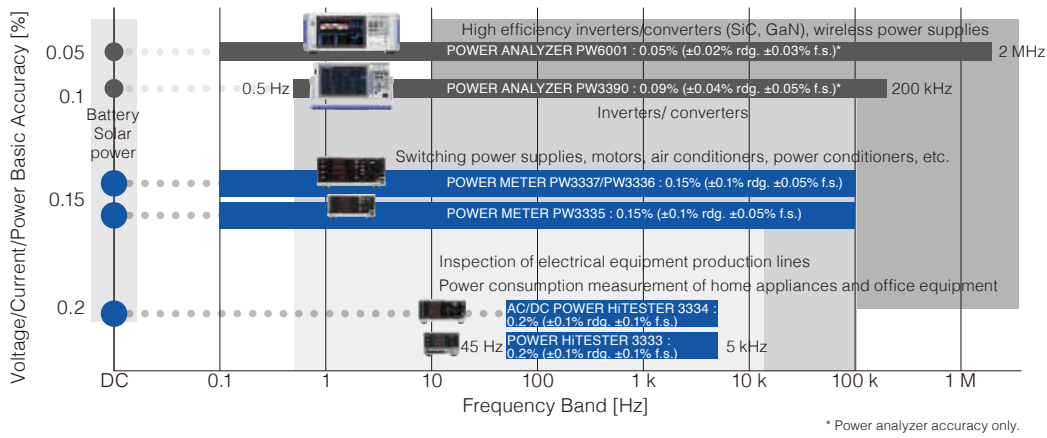 Voltage/Current/Power Basic Accuracy [%]
High efficiency inverters/converters (SiC, GaN), wireless power supplies
0.05
POWER ANALYZER PW6001 : 0.05% (±0.02% rdg. ±0.03% f.s.)*
2 MHz
0.1
0.5 Hz
POWER ANALYZER PW3390 : 0.09% (±0.04% rdg. ±0.05% f.s.)*
200 kHz
Battery
Solar
power
Inverters/ converters
Switching power supplies, motors, air conditioners, power conditioners, etc.
0.15
POWER METER PW3337/PW3336 : 0.15% (±0.1% rdg. ±0.05% f.s.)
POWER METER PW3335 : 0.15% (±0.1% rdg. ±0.05% f.s.)
Inspection of electrical equipment production lines
Power consumption measurement of home appliances and office equipment
0.2
AC/DC POWER HiTESTER 3334 :
0.2% (±0.1% rdg. ±0.1% f.s.)
45 Hz
POWER HiTESTER 3333 :
0.2% (±0.1% rdg. ±0.1% f.s.)
5 kHz
DC 0.1 1 10 100 1 k 10 k 100 k 1 M
Frequency Band [Hz]
* Power analyzer accuracy only.